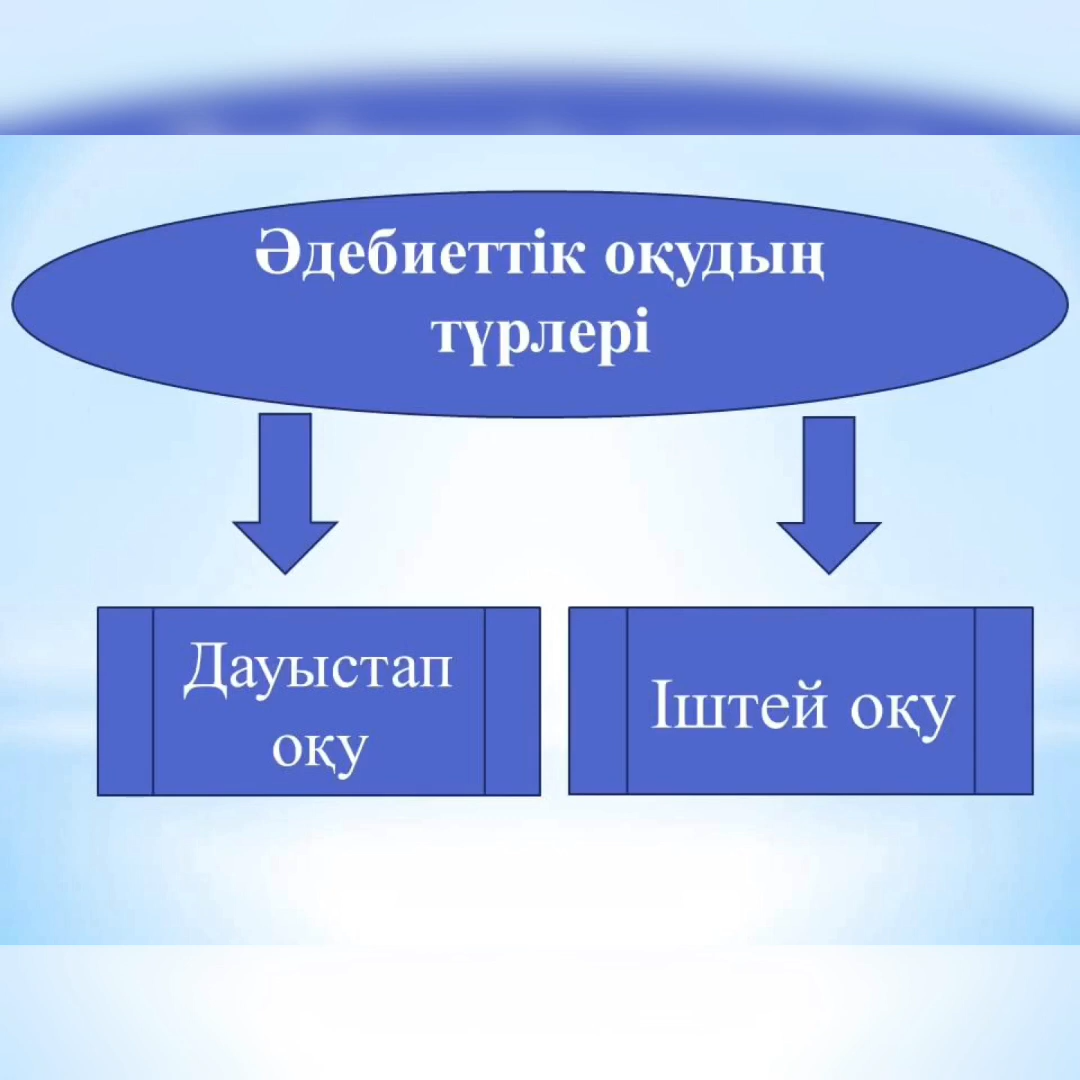 Әдебиеттік оқудың
түрлері
Дауыстап
оқу
Іштей оқу